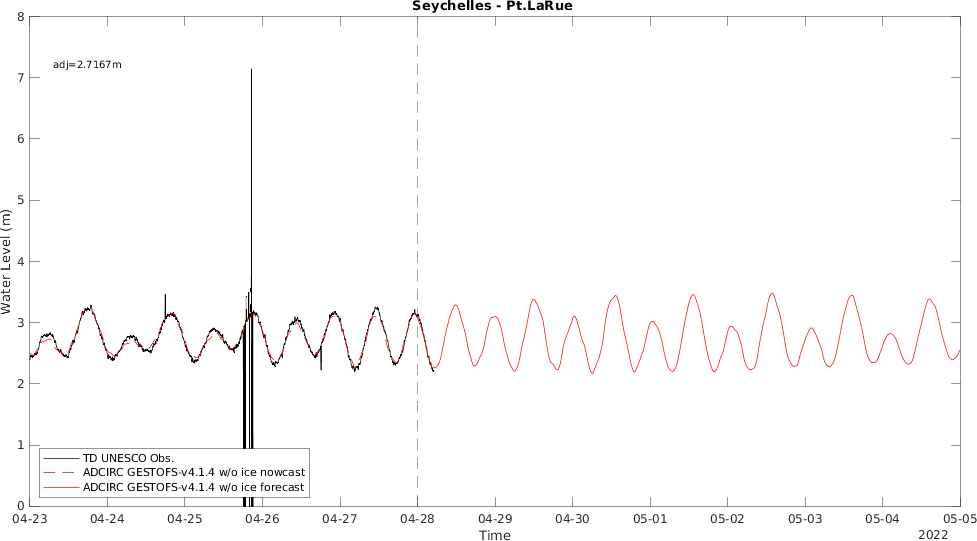 Seychelles - Pt.LaRue
8
7
6
5
4
3
2
1
0
Water Level (m)
adj=2.7167m
TD UNESCO Obs.
ADCIRC GESTOFS-v4.1.4 w/o ice nowcast
ADCIRC GESTOFS-v4.1.4 w/o ice forecast
04-23 04-24 04-25 04-26 04-27 04-28 04-29 04-30 05-01 05-02 05-03 05-04 05-05
Time
2022